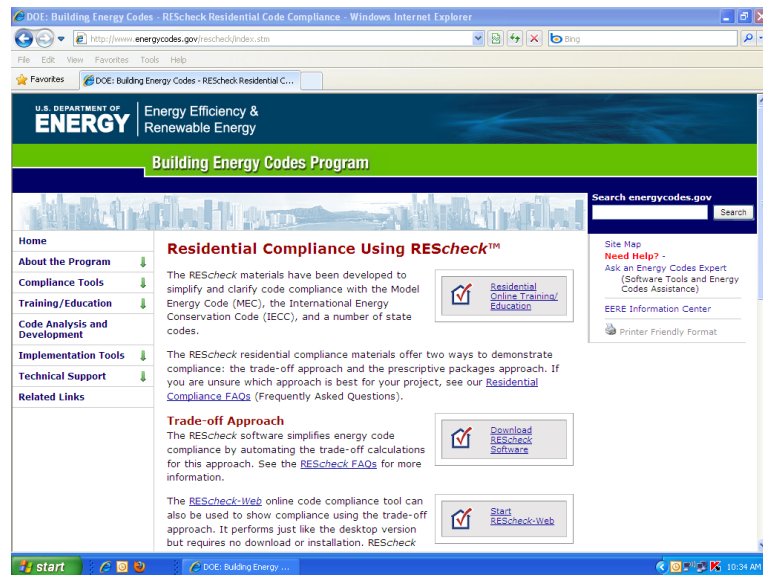 DOE: Building Energy Codes - REScheck Residential Code Compliance - Windows Internet Explorer
http://www.energycodes.gov/rescheck/index.stm
Bing
File Edit View Favorites Tools Help
Favorites
DOE: Building Energy Codes - REScheck Residential C...
U.S. DEPARTMENT OF
ENERGY
Energy Efficiency &
Renewable Energy
Building Energy Codes Program
Search energycodes.gov
Search
Home
About the Program
Compliance Tools
Training/Education
Code Analysis and
Development
Implementation Tools
Technical Support
Related Links
Residential Compliance Using REScheck™
The REScheck materials have been developed to
simplify and clarify code compliance with the Model
Energy Code (MEC), the International Energy
Conservation Code (IECC), and a number of state
codes.
Residential
Online Training/
Education
The REScheck residential compliance materials offer two ways to demonstrate
compliance: the trade-off approach and the prescriptive packages approach. If
you are unsure which approach is best for your project, see our Residential
Compliance FAQs (Frequently Asked Questions).
Trade-off Approach
The REScheck software simplifies energy code
compliance by automating the trade-off calculations
for this approach. See the REScheck FAQs for more
information.
Download
REScheck
Software
The REScheck-Web online code compliance tool can
also be used to show compliance using the trade-off
approach. It performs just like the desktop version
but requires no download or installation. REScheck
Start
REScheck-Web
Site Map
Need Help? -
Ask an Energy Codes Expert
(Software Tools and Energy
Codes Assistance)
EERE Information Center
Printer Friendly Format
start
DOE: Building Energy ...
10:34 AM